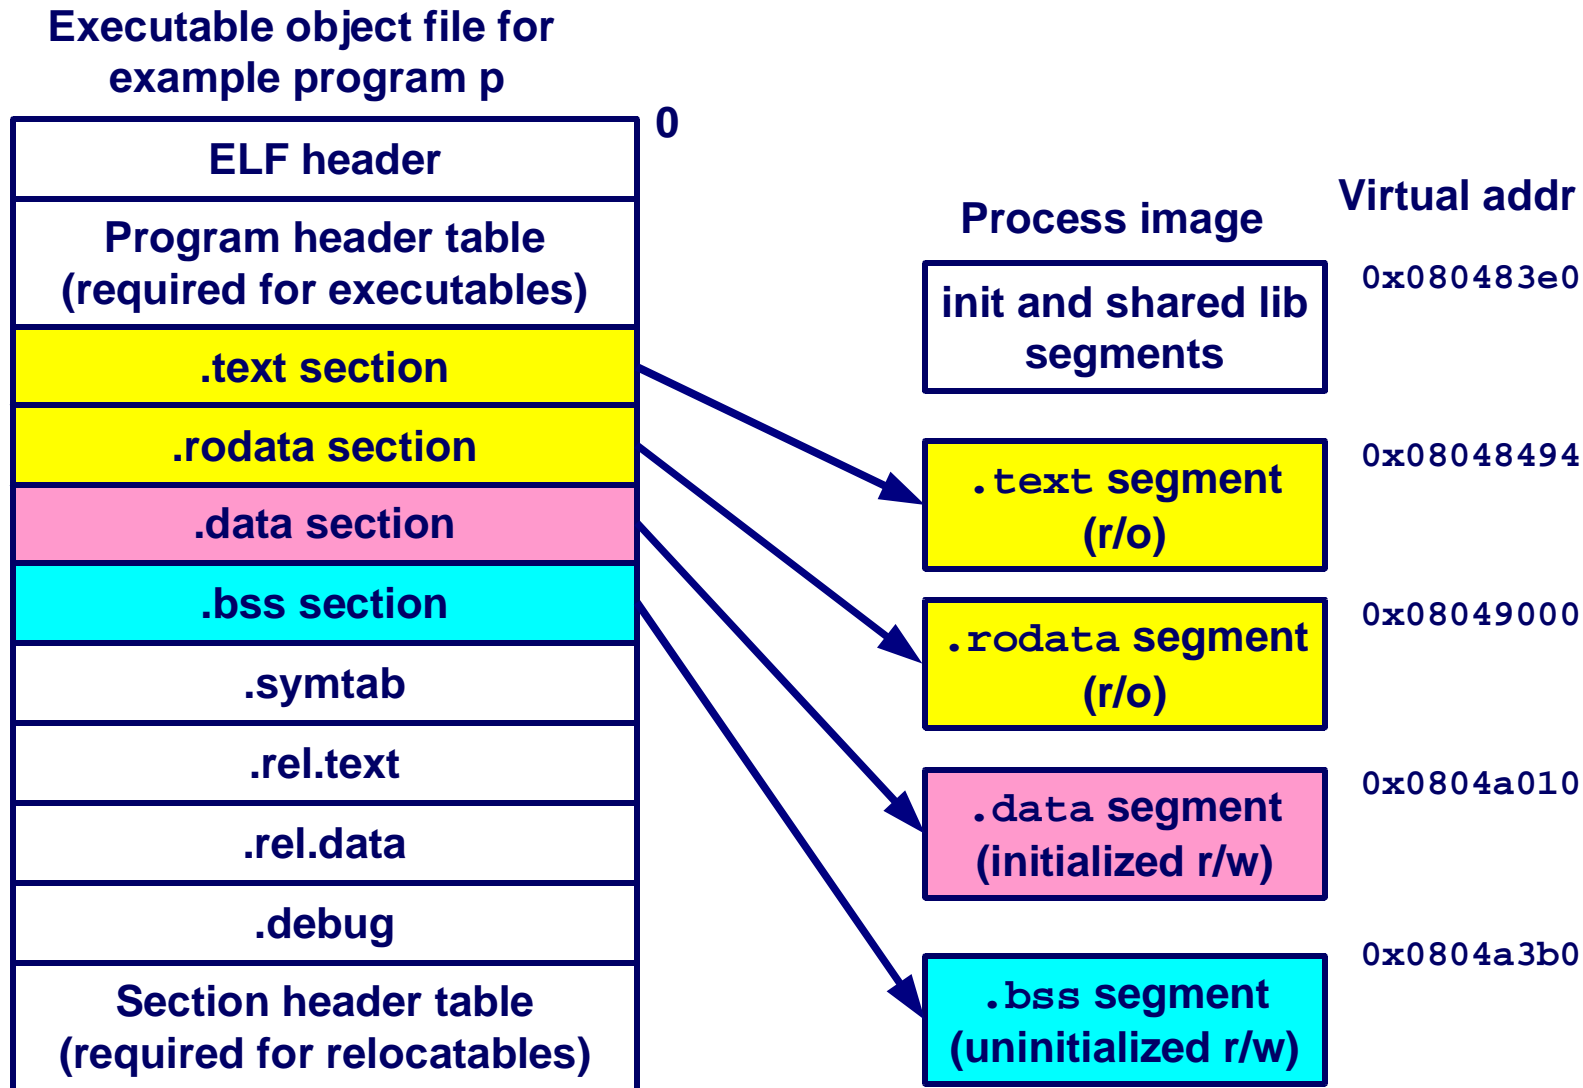 Executable object file for
example program p
0
ELF header
Program header table
(required for executables)
.text section
.rodata section
.data section
.bss section
.symtab
.rel.text
.rel.data
.debug
Section header table
(required for relocatables)
Process image
Virtual addr
init and shared lib
segments
0x080483e0
.text segment
(r/o)
0x08048494
.rodata segment
(r/o)
0x08049000
.data segment
(initialized r/w)
0x0804a010
.bss segment
(uninitialized r/w)
0x0804a3b0